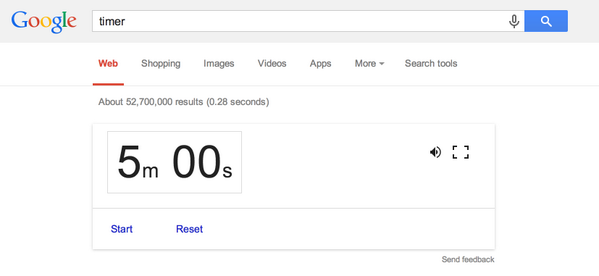 Google timer
Web Shopping Images Videos Apps More Search tools
About 52,700,000 results (0.28 seconds)
5m 00s
Start Reset
Send feedback